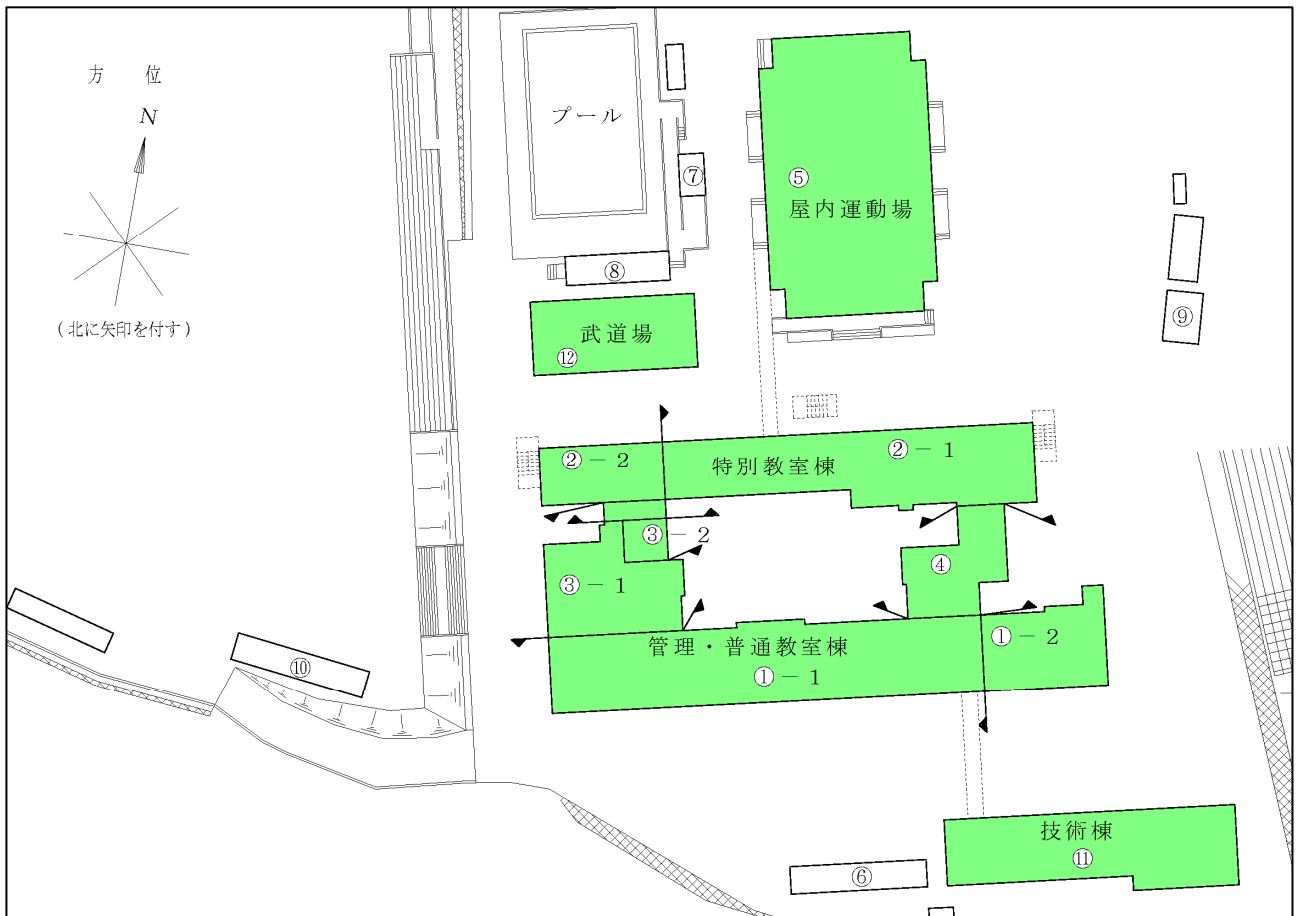 方 位
N
(北に矢印を付す)
プール
⑦
⑧
⑤
屋内運動場
⑨
武道場
⑫
②－2
特別教室棟
②－1
③－2
③－1
④
管理・普通教室棟
①－1
①－2
⑩
技術棟
⑪
⑥